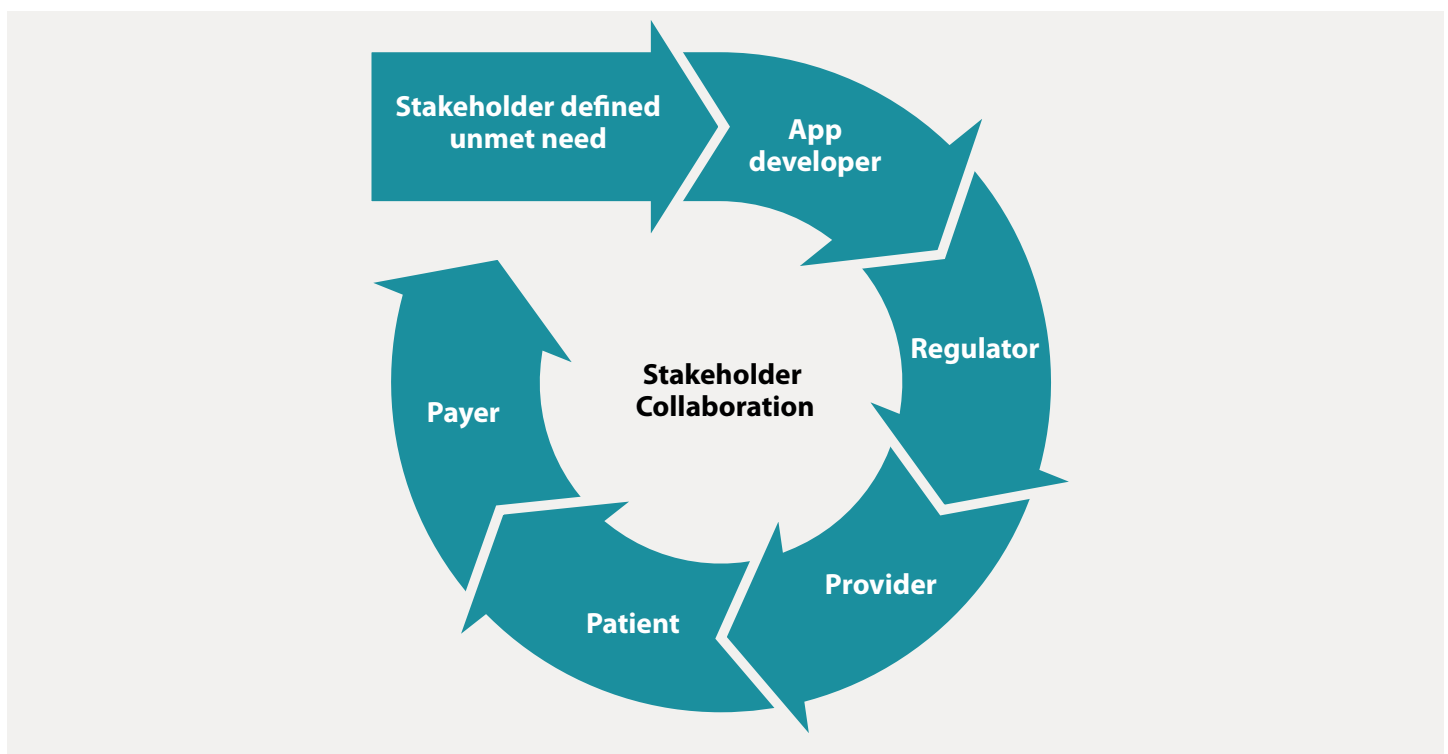 Stakeholder defined
unmet need
App
developer
Regulator
Provider
Patient
Payer
Stakeholder
Collaboration